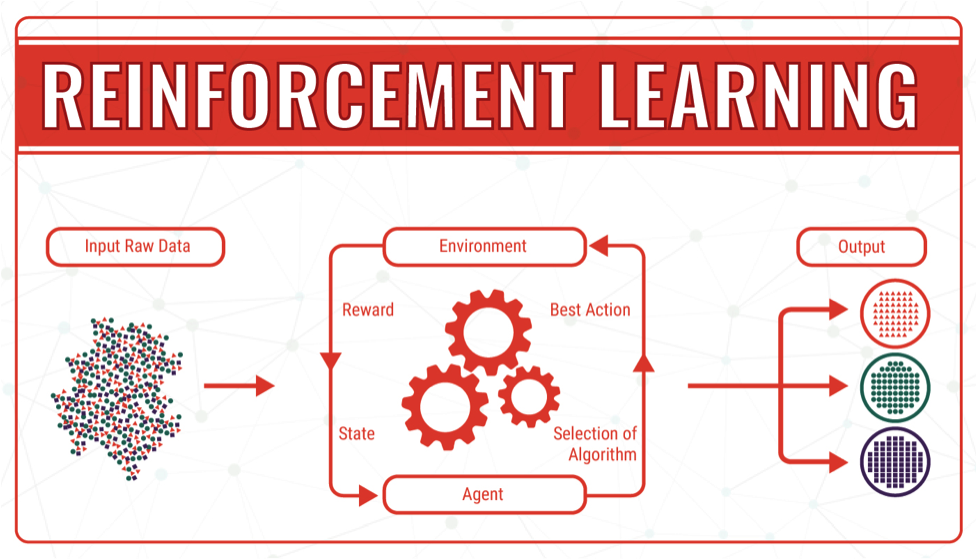 REINFORCEMENT LEARNING
Input Raw Data
Environment
Output
Reward
Best Action
State
Selection of
Algorithm
Agent